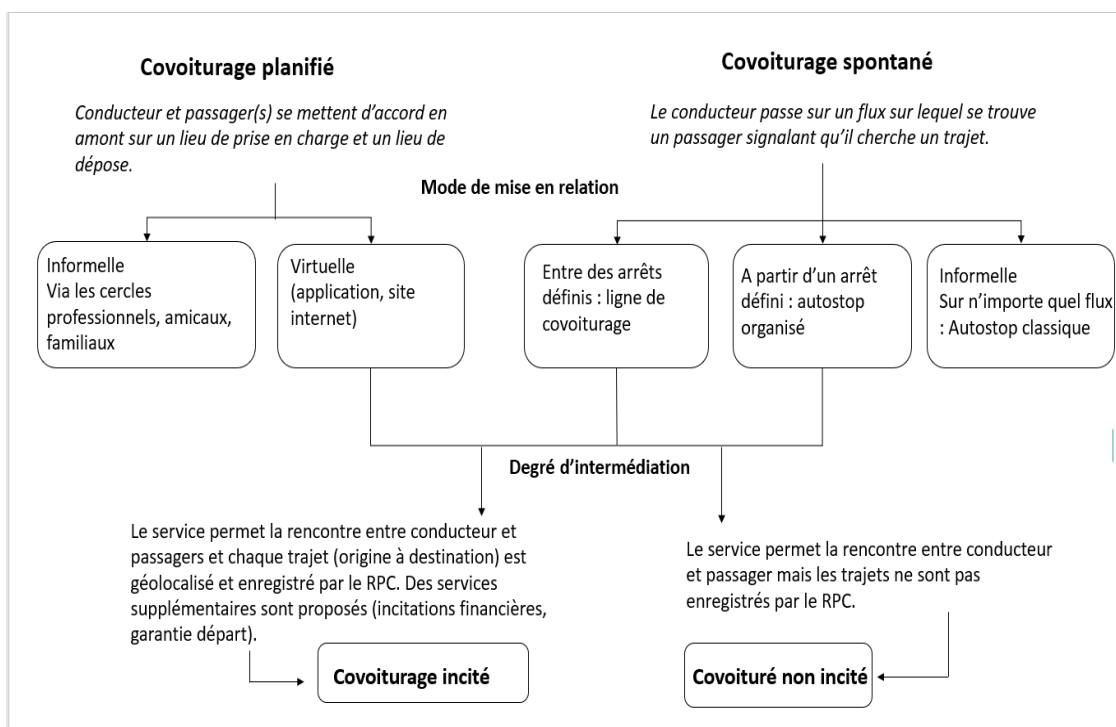 Covoiturage planifié
Conducteur et passager(s) se mettent d’accord en
amont sur un lieu de prise en charge et un lieu de
dépose.
Covoiturage spontané
Le conducteur passe sur un flux sur lequel se trouve
un passager signalant qu’il cherche un trajet.
Mode de mise en relation
Informelle
Via les cercles
professionnels, amicaux,
familiaux
Virtuelle
(application, site
internet)
Entre des arrêts
définis : ligne de
covoiturage
A partir d’un arrêt
défini : autostop
organisé
Informelle
Sur n’importe quel flux
: Autostop classique
Degré d’intermédiation
Le service permet la rencontre entre conducteur et
passagers et chaque trajet (origine à destination) est
géolocalisé et enregistré par le RPC. Des services
supplémentaires sont proposés (incitations financières,
garantie départ).
Le service permet la rencontre entre conducteur
et passager mais les trajets ne sont pas
enregistrés par le RPC.
Covoiturage incité
Covoituré non incité